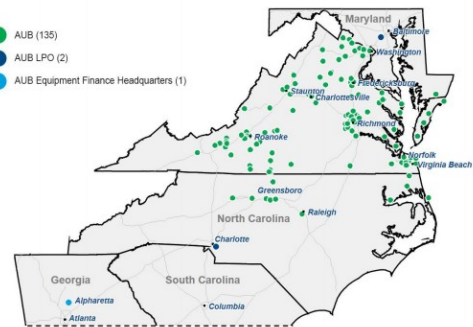 AUB (135)
AUB LPO (2)
AUB Equipment Finance Headquarters (1)
Maryland
Baltimore
Washington
Fredericksburg
Staunton
Charlottesville
Richmond
Roanoke
Norfolk
Virginia Beach
Greensboro
Raleigh
North Carolina
Charlotte
Georgia
South Carolina
Alpharetta
Columbia
Atlanta